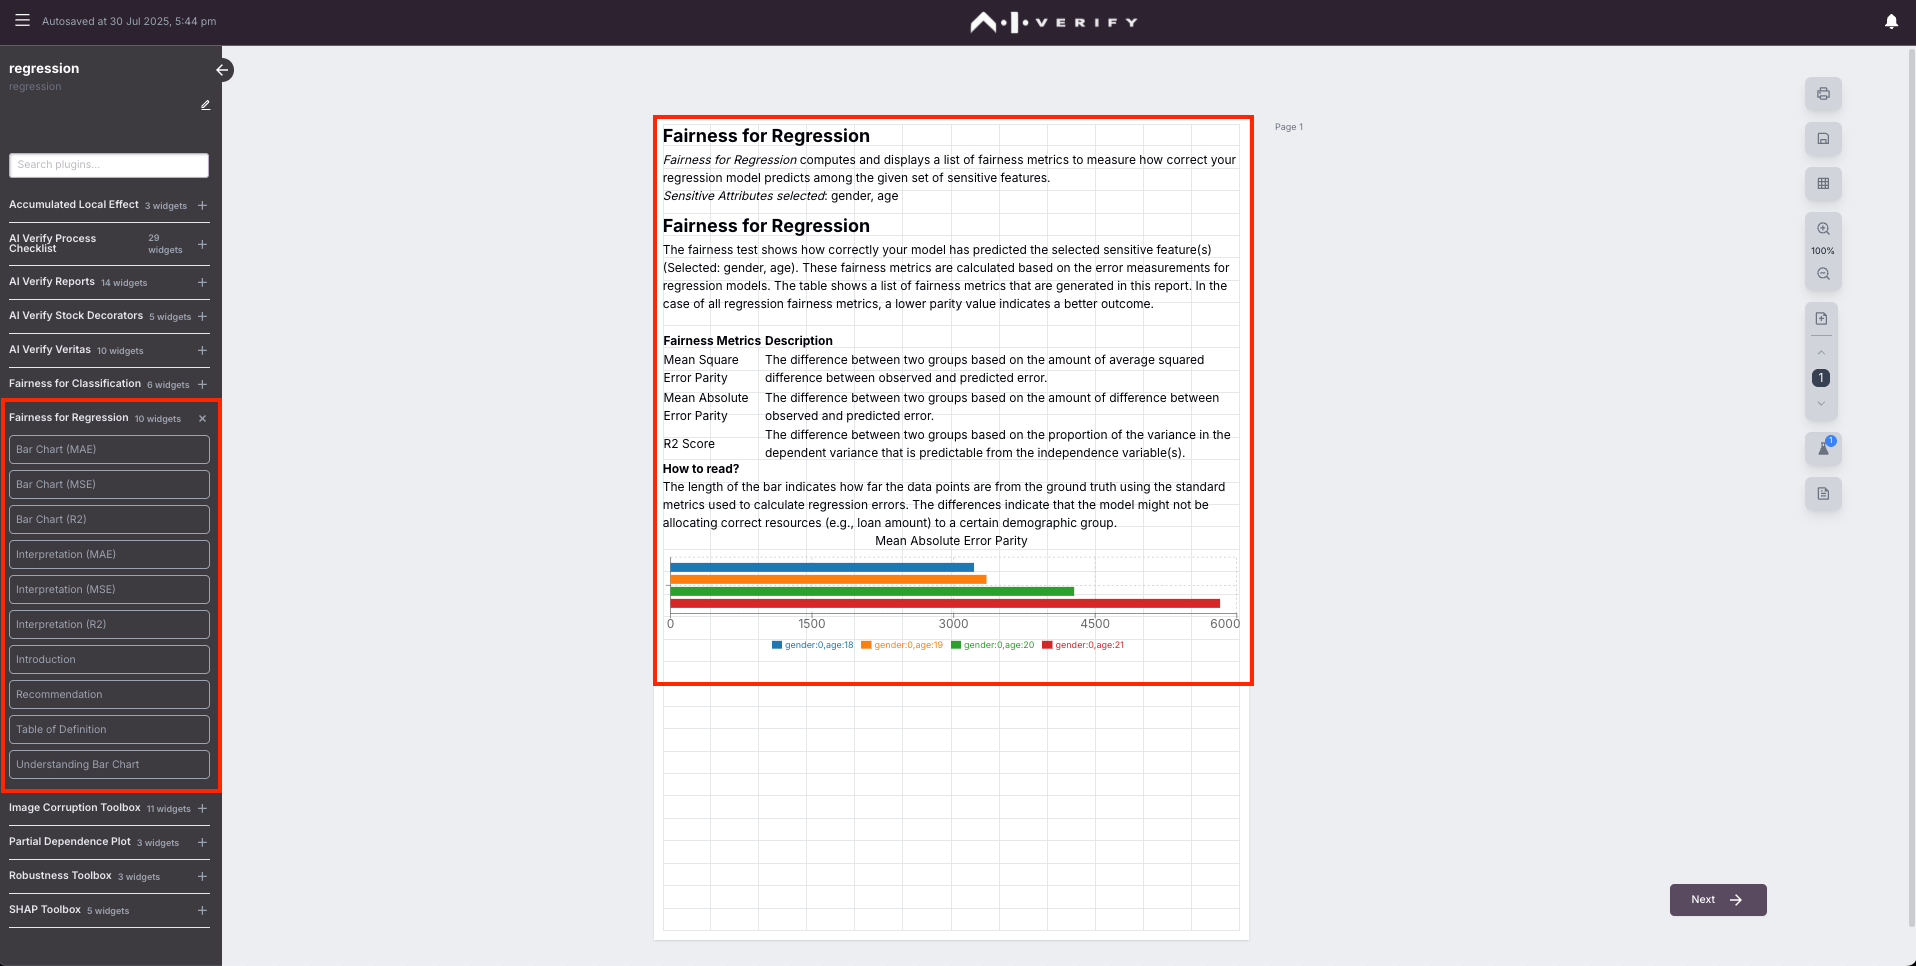 Autosaved at 30 Jul 2025, 5:44 pm
VERIFY
regression
regression
Search plugins...
Accumulated Local Effect 3 widgets
AI Verify Process
Checklist
29
widgets
AI Verify Reports 14 widgets
AI Verify Stock Decorators 5 widgets
AI Verify Veritas 10 widgets
Fairness for Classification 6 widgets
Fairness for Regression 10 widgets
Bar Chart (MAE)
Bar Chart (MSE)
Bar Chart (R2)
Interpretation (MAE)
Interpretation (MSE)
Interpretation (R2)
Introduction
Recommendation
Table of Definition
Understanding Bar Chart
Image Corruption Toolbox 11 widgets
Partial Dependence Plot 3 widgets
Robustness Toolbox 3 widgets
SHAP Toolbox 5 widgets
Fairness for Regression
Fairness for Regression computes and displays a list of fairness metrics to measure how correct your
regression model predicts among the given set of sensitive features.
Sensitive Attributes selected: gender, age
Fairness for Regression
The fairness test shows how correctly your model has predicted the selected sensitive feature(s)
(Selected: gender, age). These fairness metrics are calculated based on the error measurements for
regression models. The table shows a list of fairness metrics that are generated in this report. In the
case of all regression fairness metrics, a lower parity value indicates a better outcome.
Fairness Metrics Description
Mean Square
Error Parity
The difference between two groups based on the amount of average squared
difference between observed and predicted error.
Mean Absolute
Error Parity
The difference between two groups based on the amount of difference between
observed and predicted error.
R2 Score
The difference between two groups based on the proportion of the variance in the
dependent variance that is predictable from the independence variable(s).
How to read?
The length of the bar indicates how far the data points are from the ground truth using the standard
metrics used to calculate regression errors. The differences indicate that the model might not be
allocating correct resources (e.g., loan amount) to a certain demographic group.
Mean Absolute Error Parity
0 1500 3000 4500 6000
gender:0,age:18 gender:0,age:19 gender:0,age:20 gender:0,age:21
Page 1
100%
1
1
Next